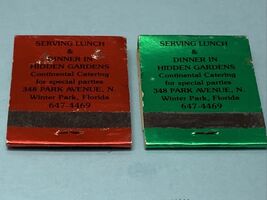 SERVING LUNCH
&
DINNER IN
HIDDEN GARDENS
Continental Catering
for special parties
348 PARK AVENUE, N.
Winter Park, Florida
647-4469
SERVING LUNCH
&
DINNER IN
HIDDEN GARDENS
Continental Catering
for special parties
348 PARK AVENUE, N.
Winter Park, Florida
647-4469